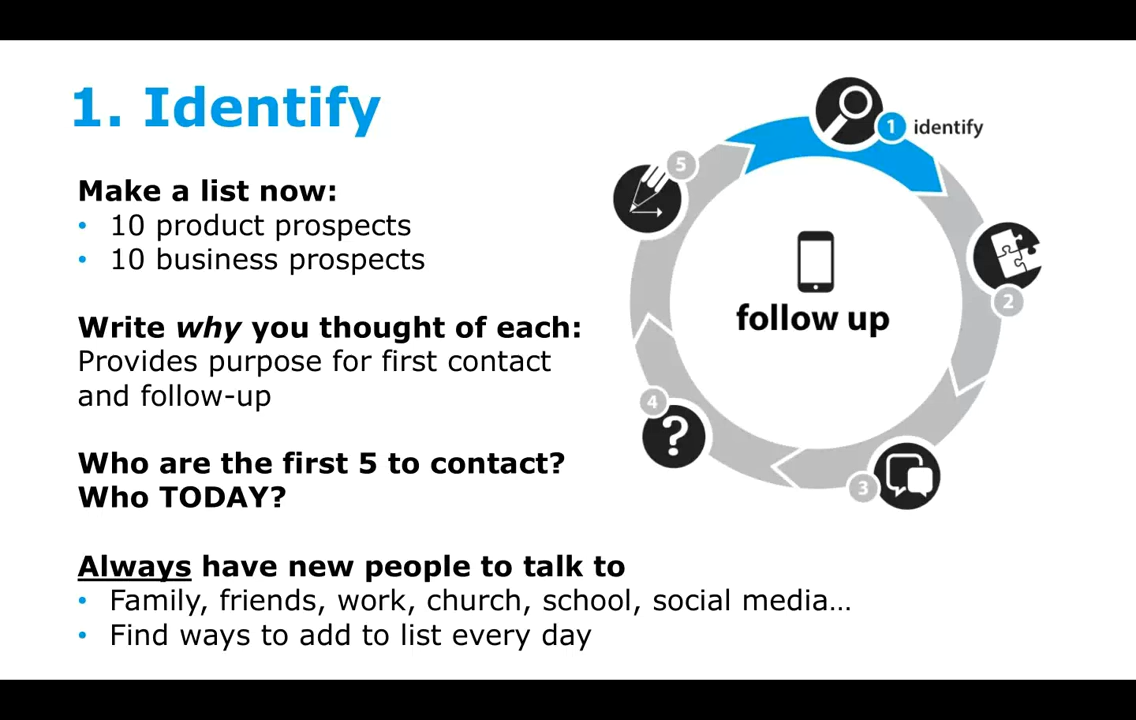 1. Identify
Make a list now:
• 10 product prospects
• 10 business prospects
Write why you thought of each:
Provides purpose for first contact
and follow-up
Who are the first 5 to contact?
Who TODAY?
Always have new people to talk to
• Family, friends, work, church, school, social media…
• Find ways to add to list every day
1 identify
2
3
4
5
follow up